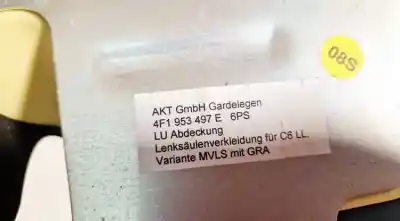 08S
AKT GmbH Gardelegen
4F1 953 497 E 6PS
LU Abdeckung
Lenksäulenverkleidung für C6 LL
Variante MVLS mit GRA